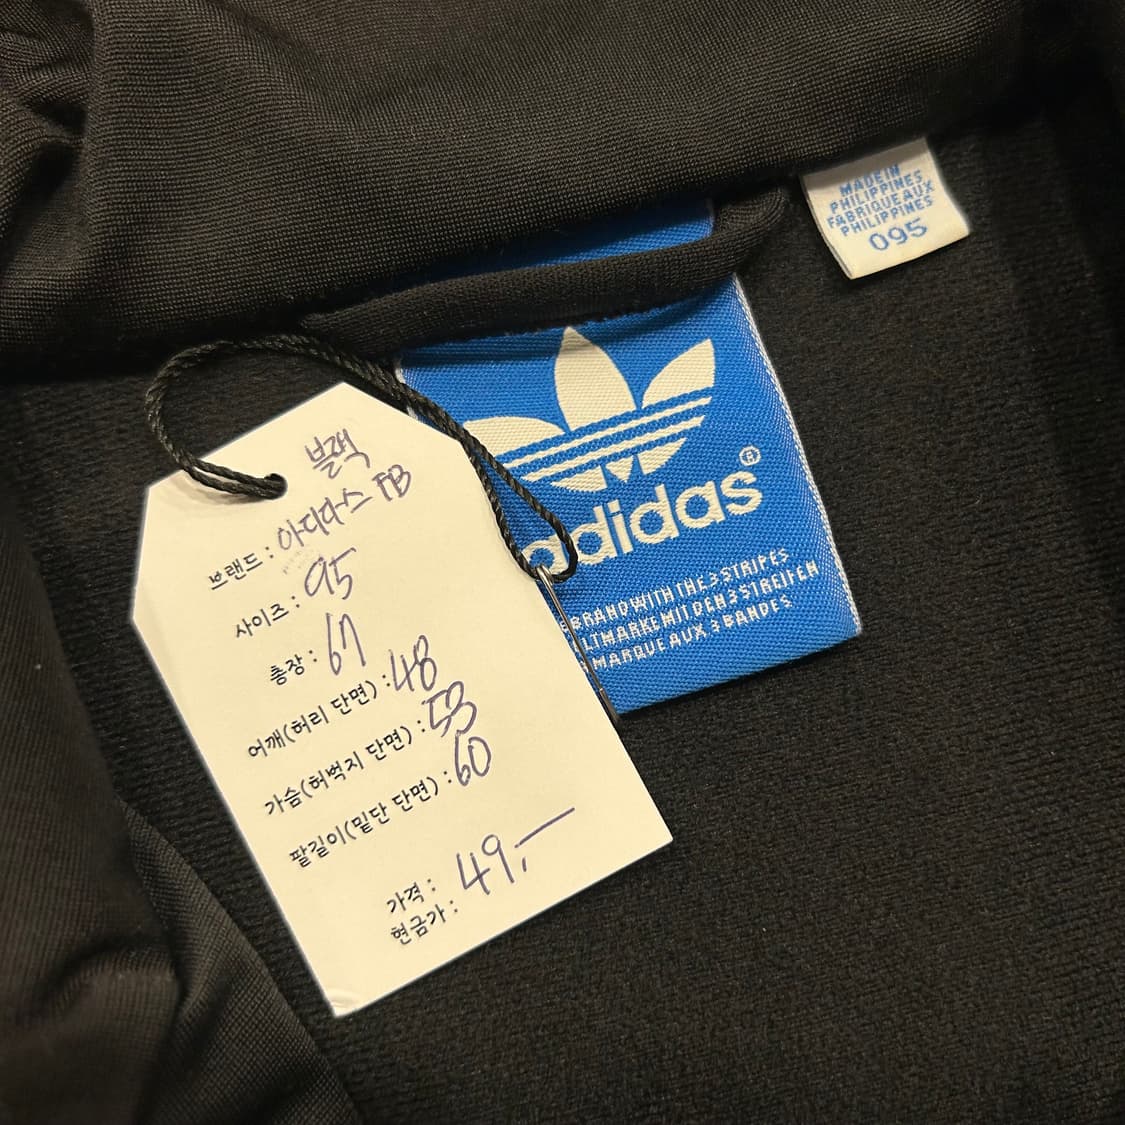 MADE IN
PHILIPPINES
FABRIQUE AUX
PHILIPPINES
095
adidas®
BRAND WITH THE 3 STRIPES
MARKE MIT DEN 3 STREIFEN
MARQUE AUX 3 BANDES
블랙
브랜드 : 아디다스 FB
사이즈 : 95
총장 : 67
어깨(허리 단면) : 48
가슴(허벅지 단면) : 53
팔길이(밑단 단면) : 60
가격 : 49,-
현금가 :